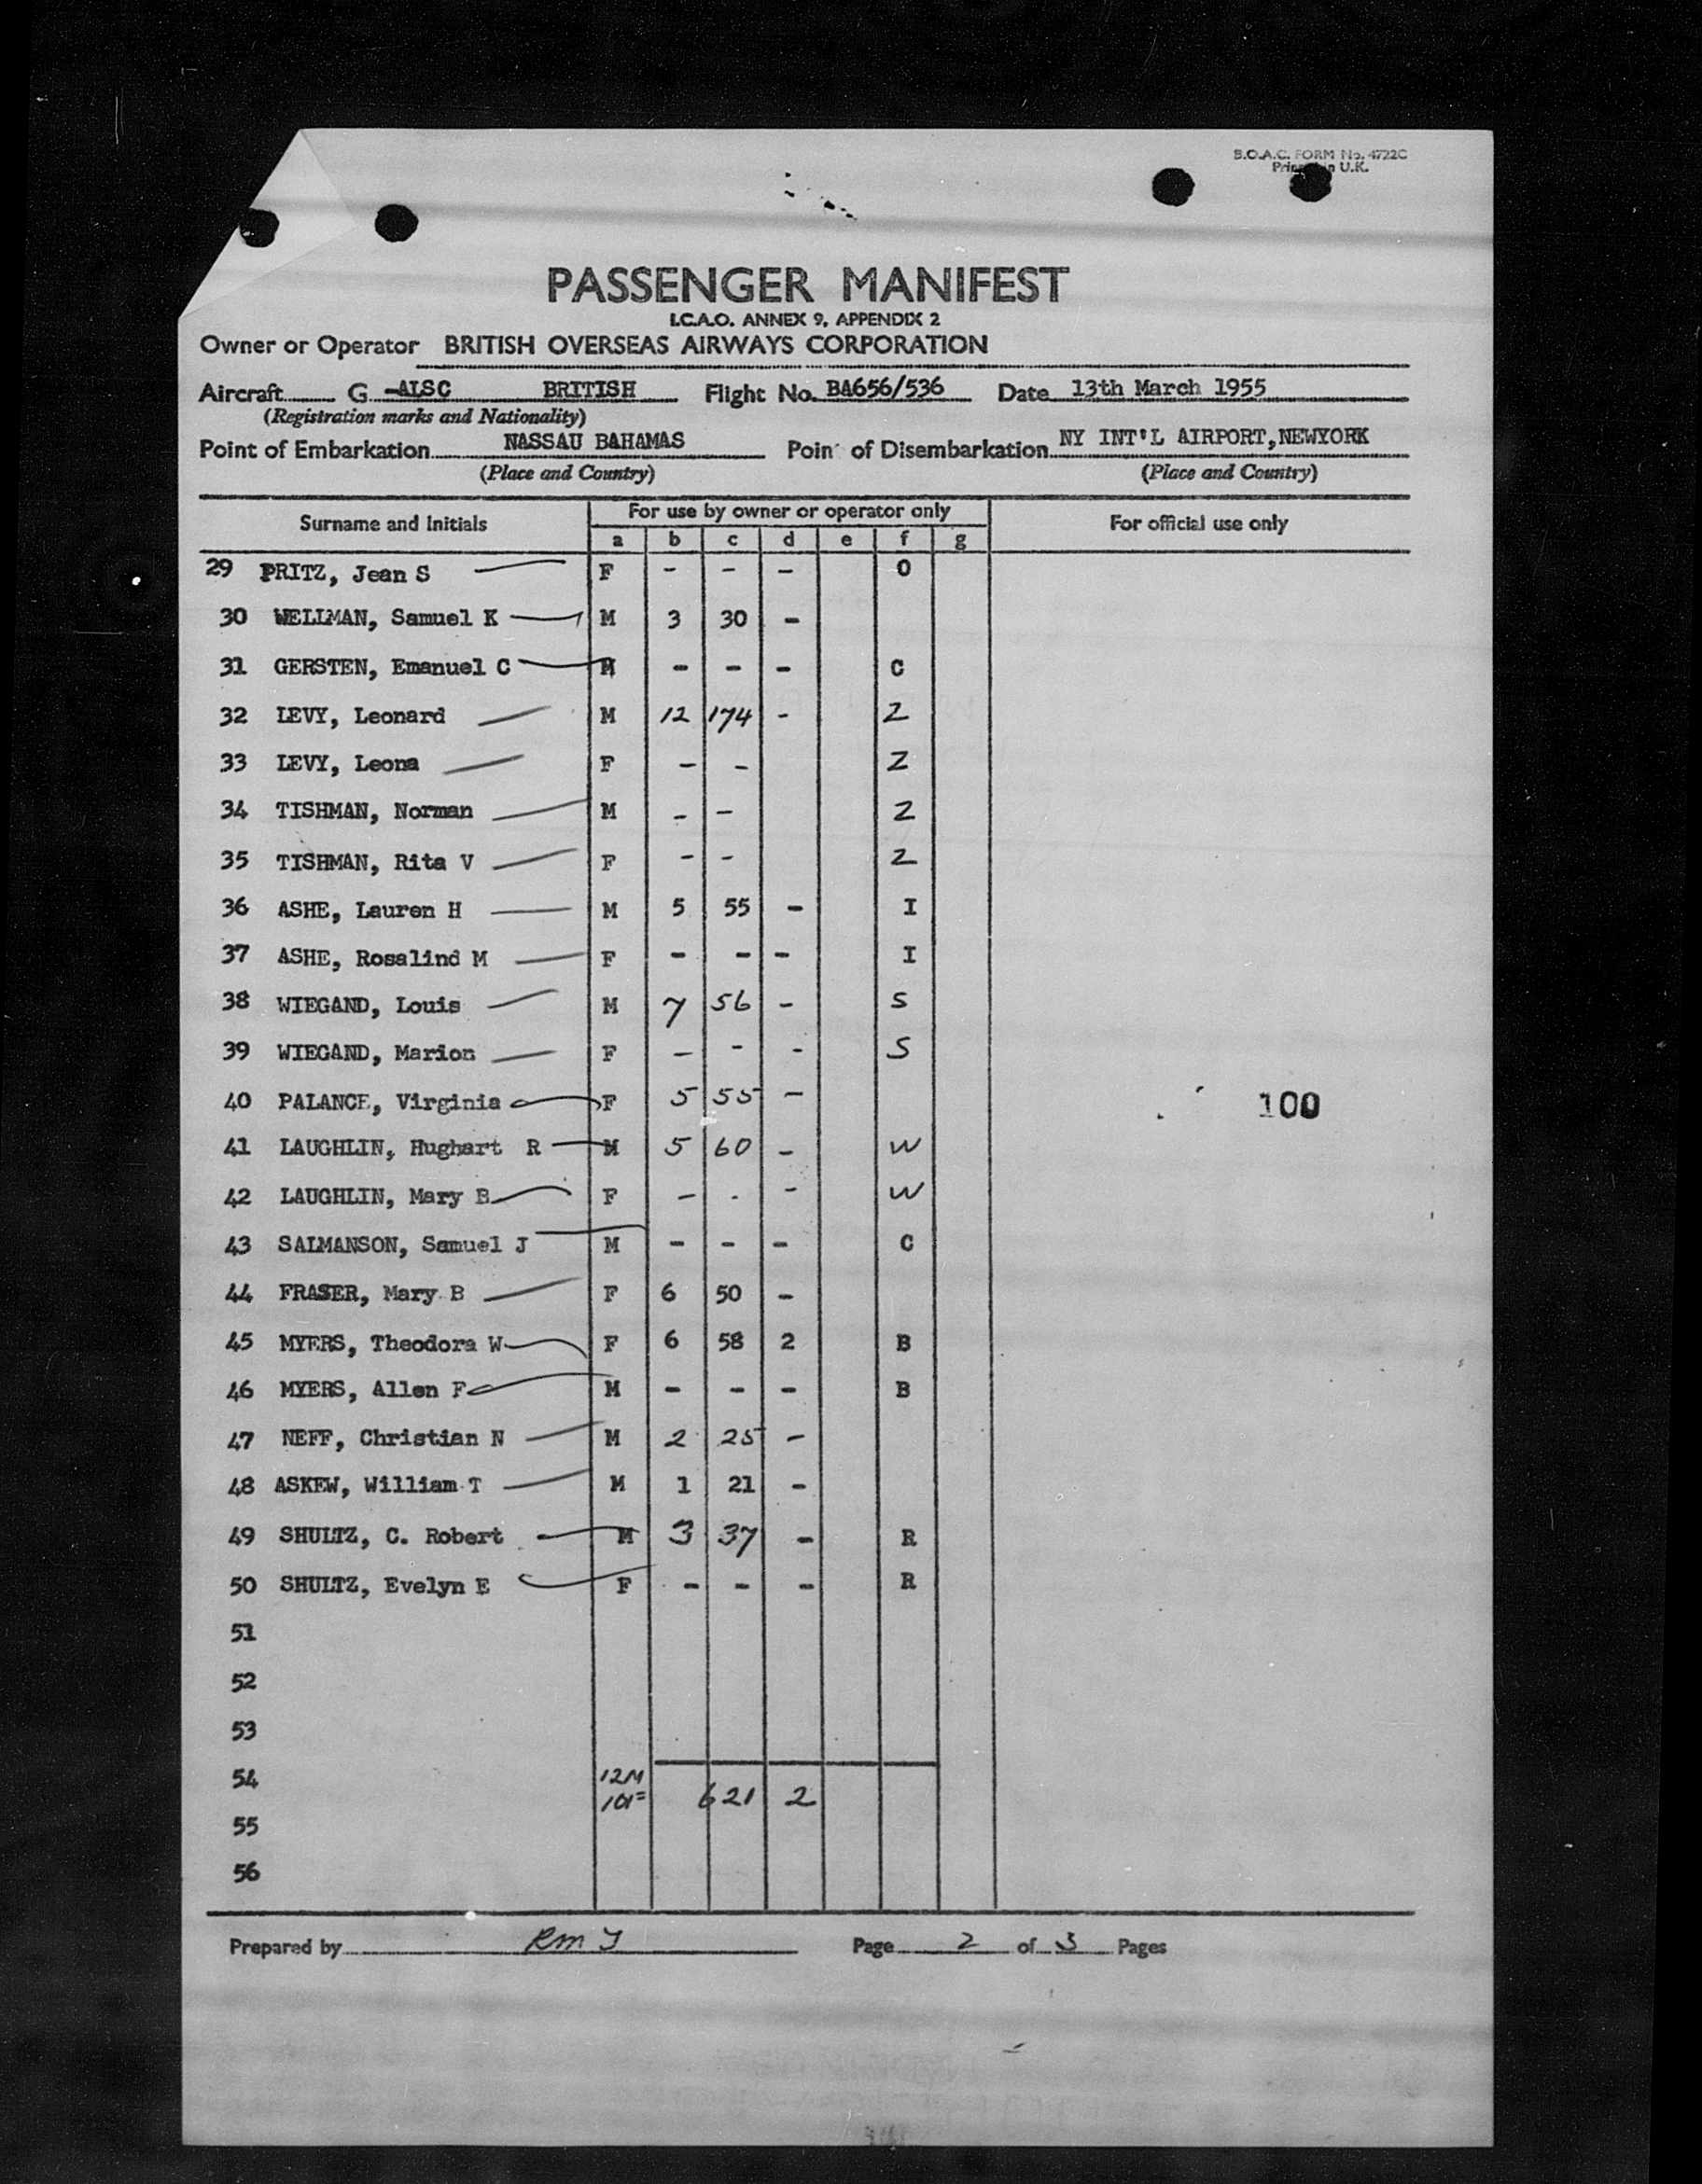 B.O.A.C. FORM No. 4722C
Printed in U.K.
PASSENGER MANIFEST
I.C.A.O. ANNEX 9, APPENDIX 2
Owner or Operator BRITISH OVERSEAS AIRWAYS CORPORATION
Aircraft G -ALSC BRITISH Flight No. BA656/536 Date 13th March 1955
(Registration marks and Nationality)
Point of Embarkation NASSAU BAHAMAS Poin of Disembarkation NY INT'L AIRPORT, NEWYORK
(Place and Country) (Place and Country)
Surname and Initials For use by owner or operator only For official use only
a b c d e f g
29 PRITZ, Jean S F - - - O
30 WELLMAN, Samuel K M 3 30 -
31 GERSTEN, Emanuel C M - - - C
32 LEVY, Leonard M 12 174 - Z
33 LEVY, Leona F - - Z
34 TISHMAN, Norman M - - Z
35 TISHMAN, Rita V F - - Z
36 ASHE, Lauren H M 5 55 - I
37 ASHE, Rosalind M F - - - I
38 WIEGAND, Louis M 7 56 - S
39 WIEGAND, Marion F - - - S
40 PALANCE, Virginia F 5 55 - 100
41 LAUGHLIN, Hughart R M 5 60 - W
42 LAUGHLIN, Mary B F - - - W
43 SALMANSON, Samuel J M - - - C
44 FRASER, Mary B F 6 50 -
45 MYERS, Theodora W F 6 58 2 B
46 MYERS, Allen F M - - - B
47 NEFF, Christian N M 2 25 -
48 ASKEW, William T M 1 21 -
49 SHULTZ, C. Robert M 3 37 - R
50 SHULTZ, Evelyn E F - - - R
51
52
53
54 12M
10F 621 2
55
56
Prepared by RMJ Page 2 of 3 Pages